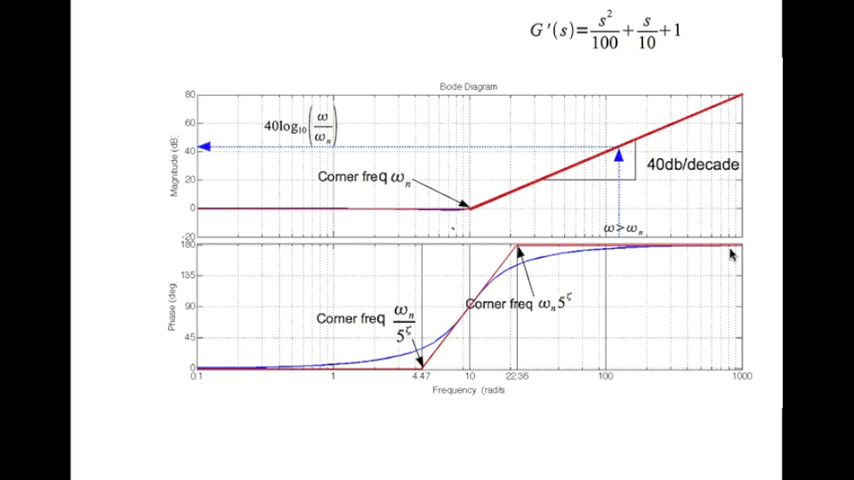 G'(s)=s²/100+s/10+1
Bode Diagram
Magnitude (dB)
80
60
40
20
0
-20
40log₁₀(ω/ωₙ)
Corner freq ωₙ
40db/decade
ω>ωₙ
Phase (deg
180
135
90
45
0
Corner freq ωₙ/5^ζ
Corner freq ωₙ5^ζ
0.1 1 4.47 10 22.36 100 1000
Frequency (rad/s